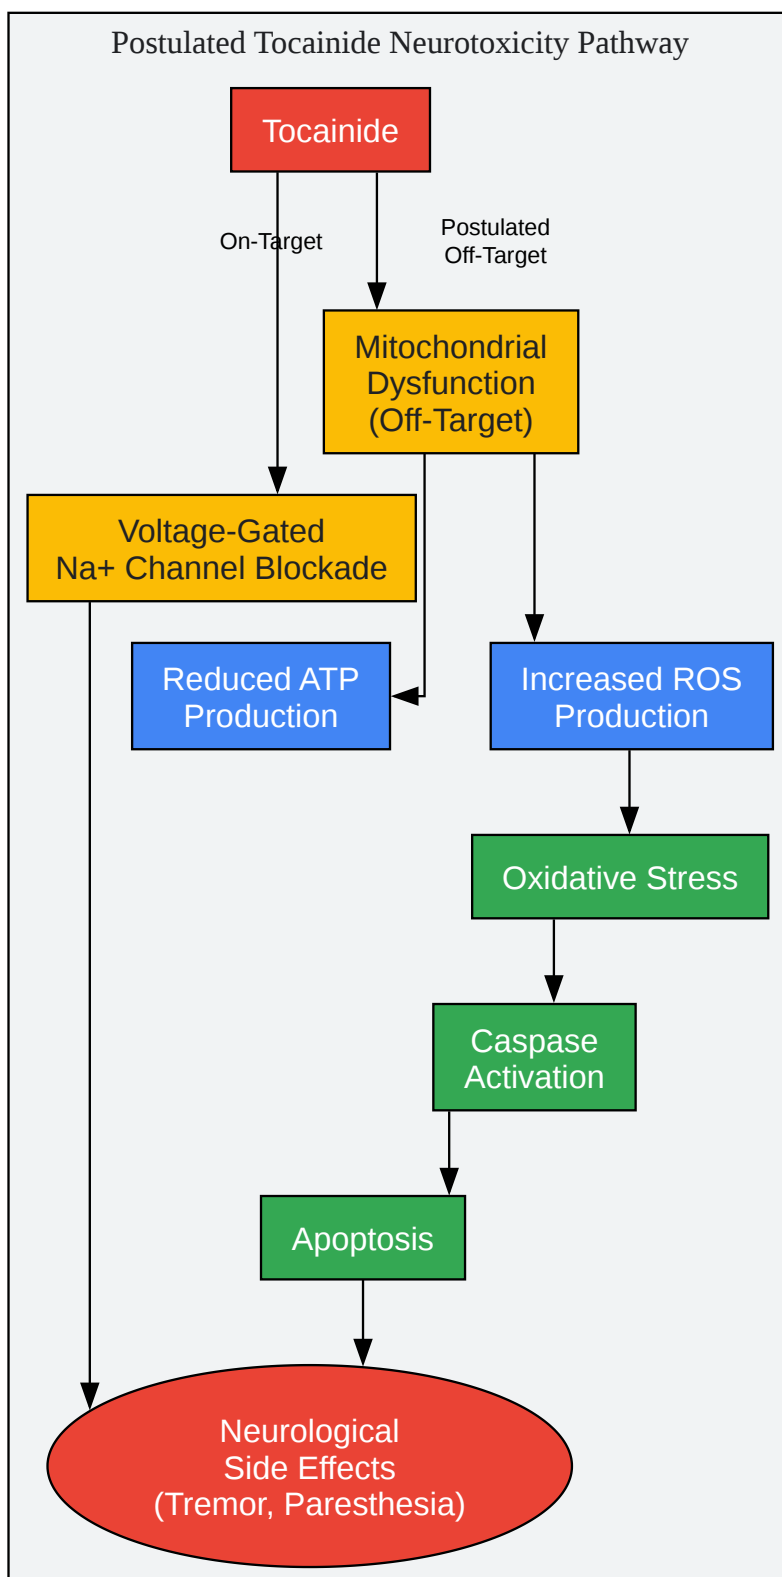 Postulated Tocainide Neurotoxicity Pathway
Tocainide
On-Target
Postulated
Off-Target
Mitochondrial
Dysfunction
(Off-Target)
Voltage-Gated
Na+ Channel Blockade
Reduced ATP
Production
Increased ROS
Production
Oxidative Stress
Caspase
Activation
Apoptosis
Neurological
Side Effects
(Tremor, Paresthesia)